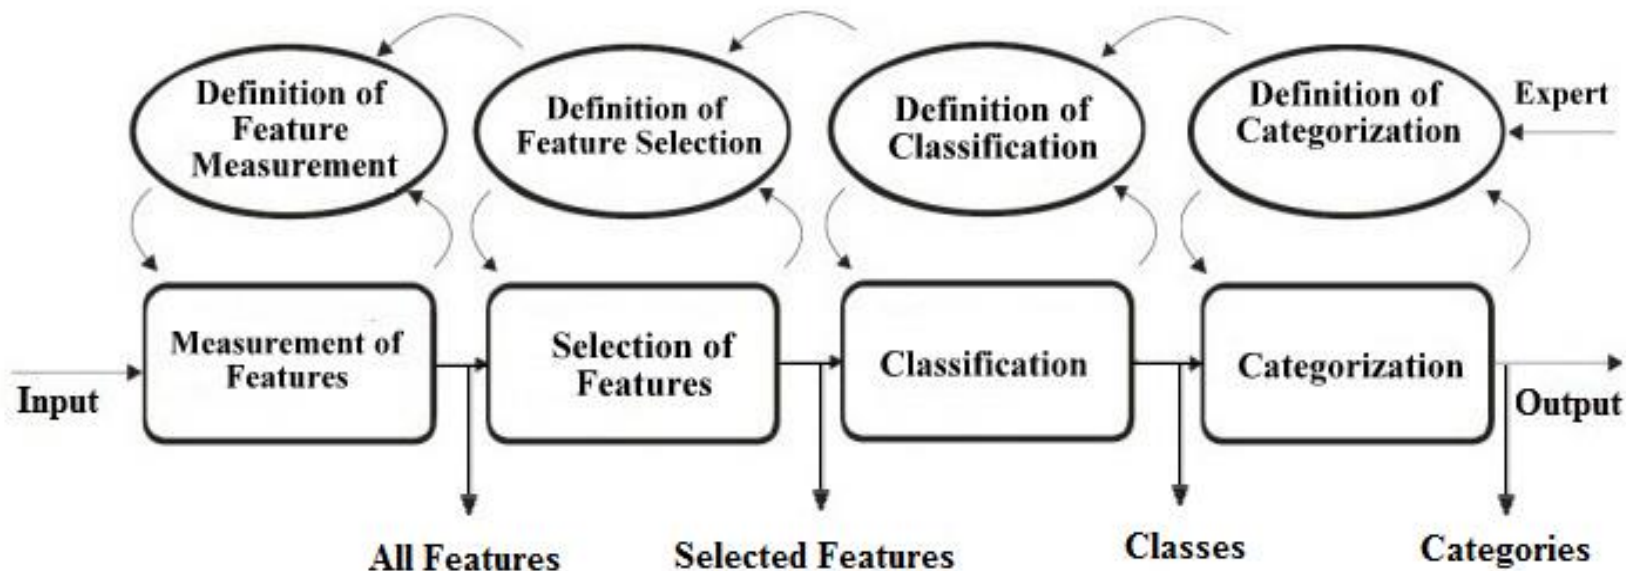 Definition of
Feature
Measurement
Definition of
Feature Selection
Definition of
Classification
Definition of
Categorization
Expert
Measurement of
Features
Selection of
Features
Classification
Categorization
Input
Output
All Features
Selected Features
Classes
Categories